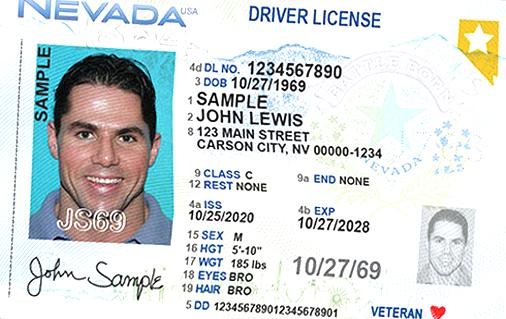 NEVADA USA DRIVER LICENSE
SAMPLE
4d DL NO. 1234567890
3 DOB 10/27/1969
1 SAMPLE
2 JOHN LEWIS
8 123 MAIN STREET
CARSON CITY, NV 00000-1234
9 CLASS C 9a END NONE
12 REST NONE
4a ISS 4b EXP
10/25/2020 10/27/2028
15 SEX M
16 HGT 5'-10"
17 WGT 185 lbs
18 EYES BRO
19 HAIR BRO
10/27/69
5 DD 123456789012345678901
VETERAN
JS69
John Sample
BATTLE BORN
NEVADA